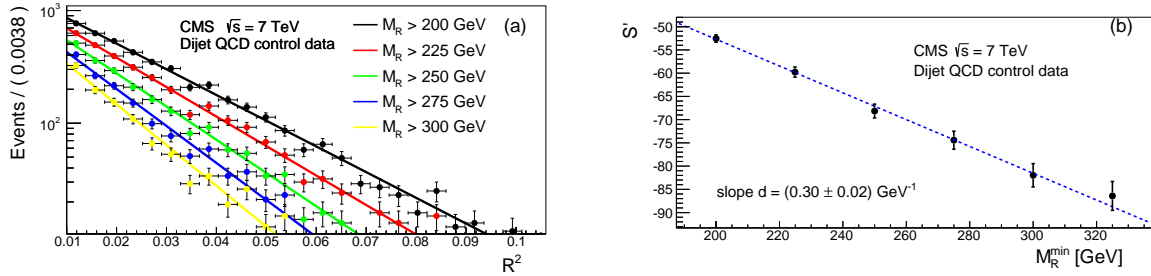 (a)
CMS √s = 7 TeV
Dijet QCD control data
M_R > 200 GeV
M_R > 225 GeV
M_R > 250 GeV
M_R > 275 GeV
M_R > 300 GeV
Events / ( 0.0038 )
10³
10²
0.01 0.02 0.03 0.04 0.05 0.06 0.07 0.08 0.09 0.1
R²
(b)
CMS √s = 7 TeV
Dijet QCD control data
slope d = (0.30 ± 0.02) GeV⁻¹
S̄
-50
-55
-60
-65
-70
-75
-80
-85
-90
200 220 240 260 280 300 320
M_R^min [GeV]